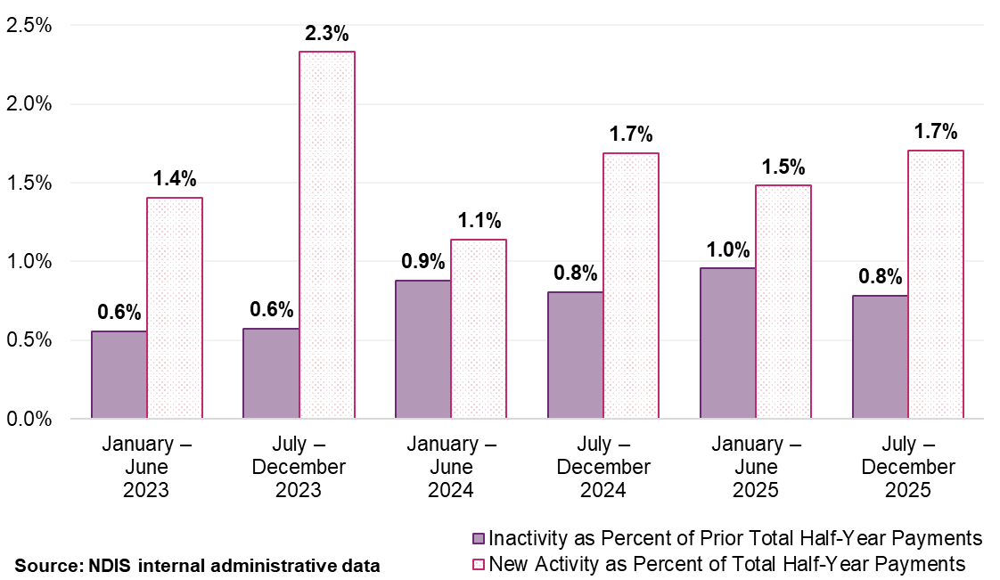 2.5%
2.0%
1.5%
1.0%
0.5%
0.0%
0.6%
1.4%
0.6%
2.3%
0.9%
1.1%
0.8%
1.7%
1.0%
1.5%
0.8%
1.7%
January –
June
2023
July –
December
2023
January –
June
2024
July –
December
2024
January –
June
2025
July –
December
2025
Inactivity as Percent of Prior Total Half-Year Payments
New Activity as Percent of Total Half-Year Payments
Source: NDIS internal administrative data